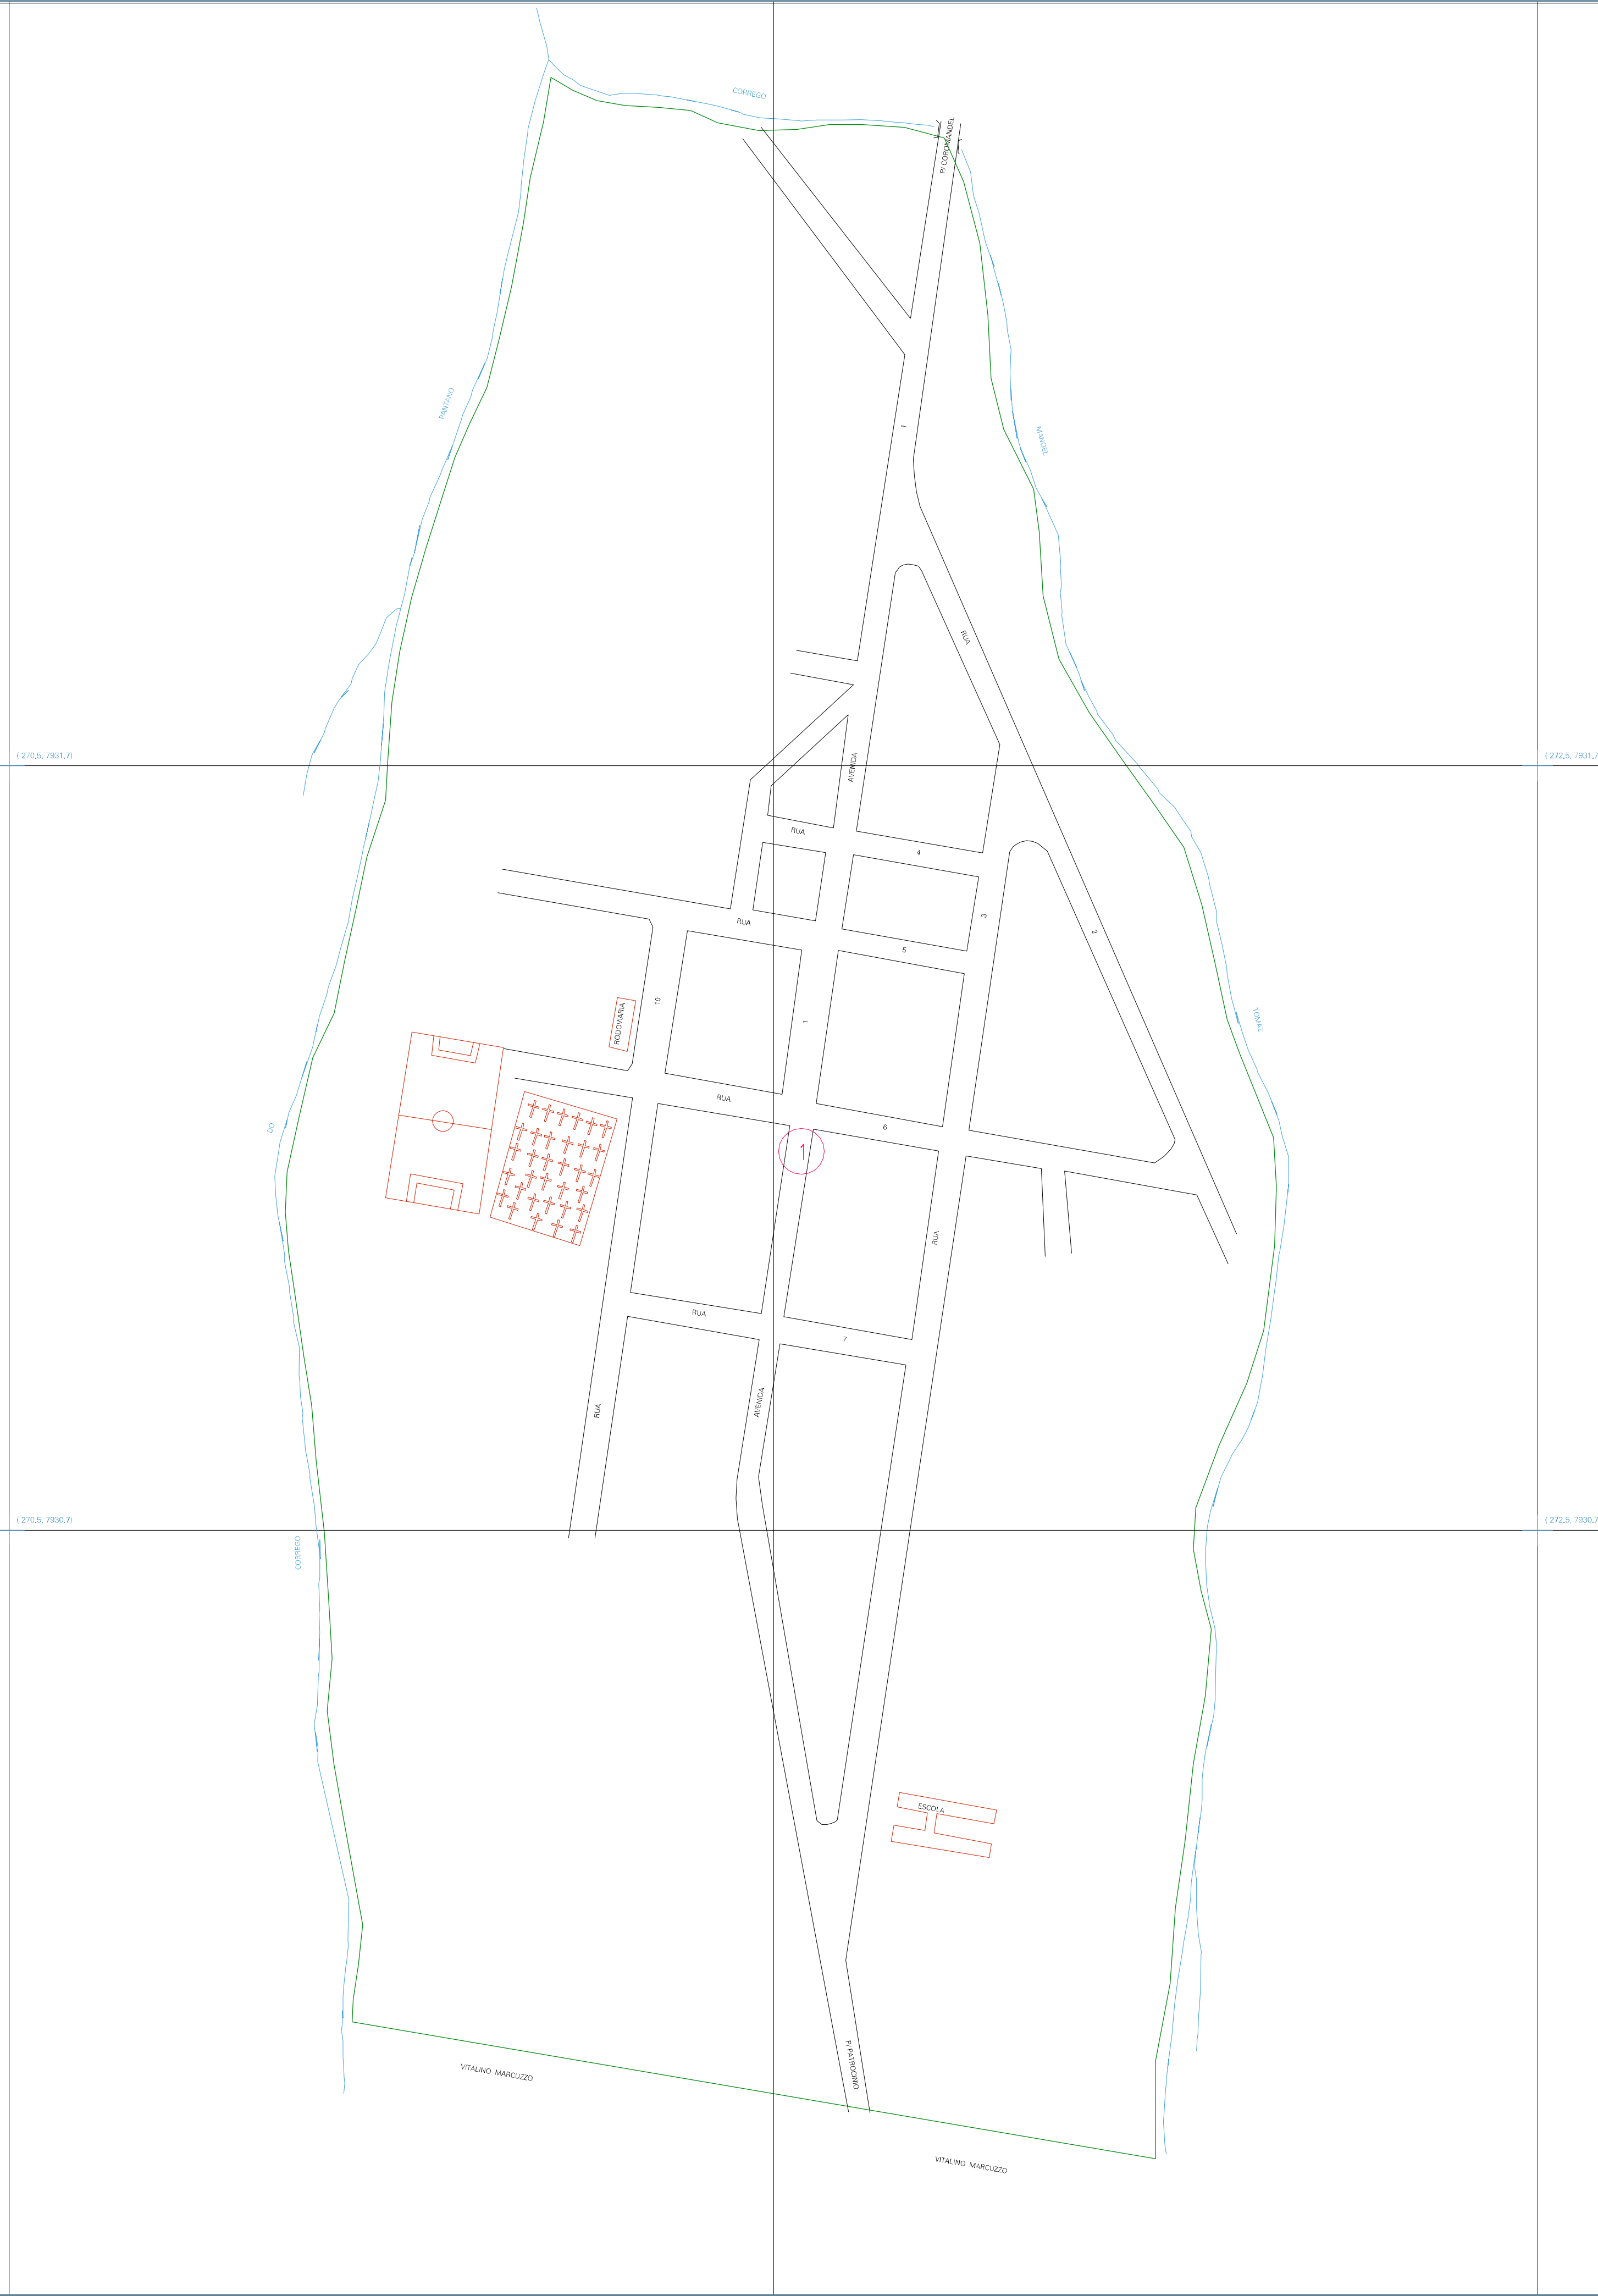 CORREGO
P/ COROMANDEL
PANTANO
1
MANDEL
RUA
( 270.5, 7931.7)
AVENIDA
( 272.5, 7931.7
RUA
4
RUA
3
5
2
10
RODOVIARIA
1
TOMAZ
RUA
6
DO
1
RUA
RUA
7
AVENIDA
RUA
( 270.5, 7930.7)
( 272.5, 7930.7
CORREGO
ESCOLA
P/ PATROCINIO
VITALINO MARCUZZO
VITALINO MARCUZZO